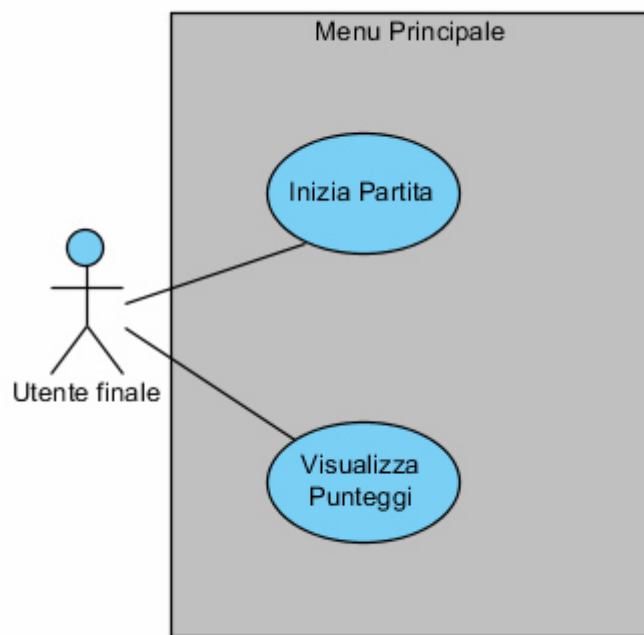 Menu Principale
Inizia Partita
Utente finale
Visualizza
Punteggi